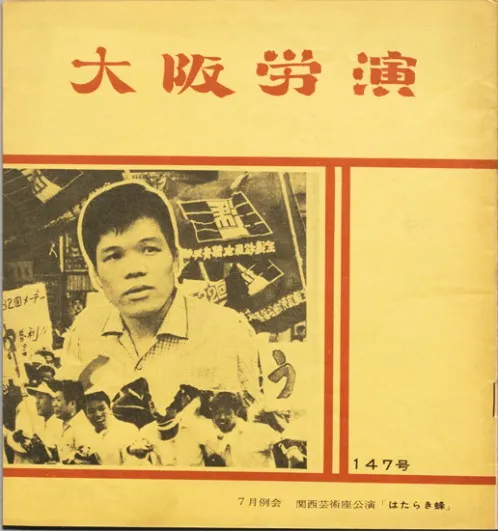 大阪労演
32回メーデー
う
147号
7月例会 関西芸術座公演「はたらき蜂」